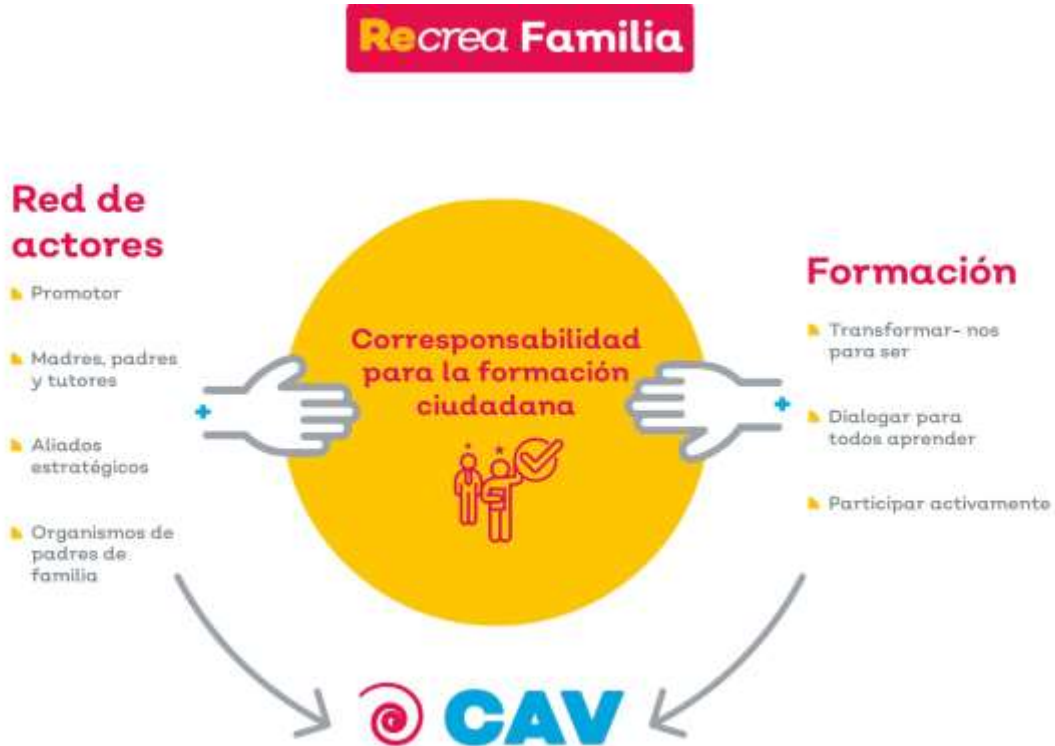 Recrea Familia
Red de
actores
Promotor
Madres, padres
y tutores
Aliados
estratégicos
Organismos de
padres de
familia
Corresponsabilidad
para la formación
ciudadana
Formación
Transformar- nos
para ser
Dialogar para
todos aprender
Participar activamente
CAV